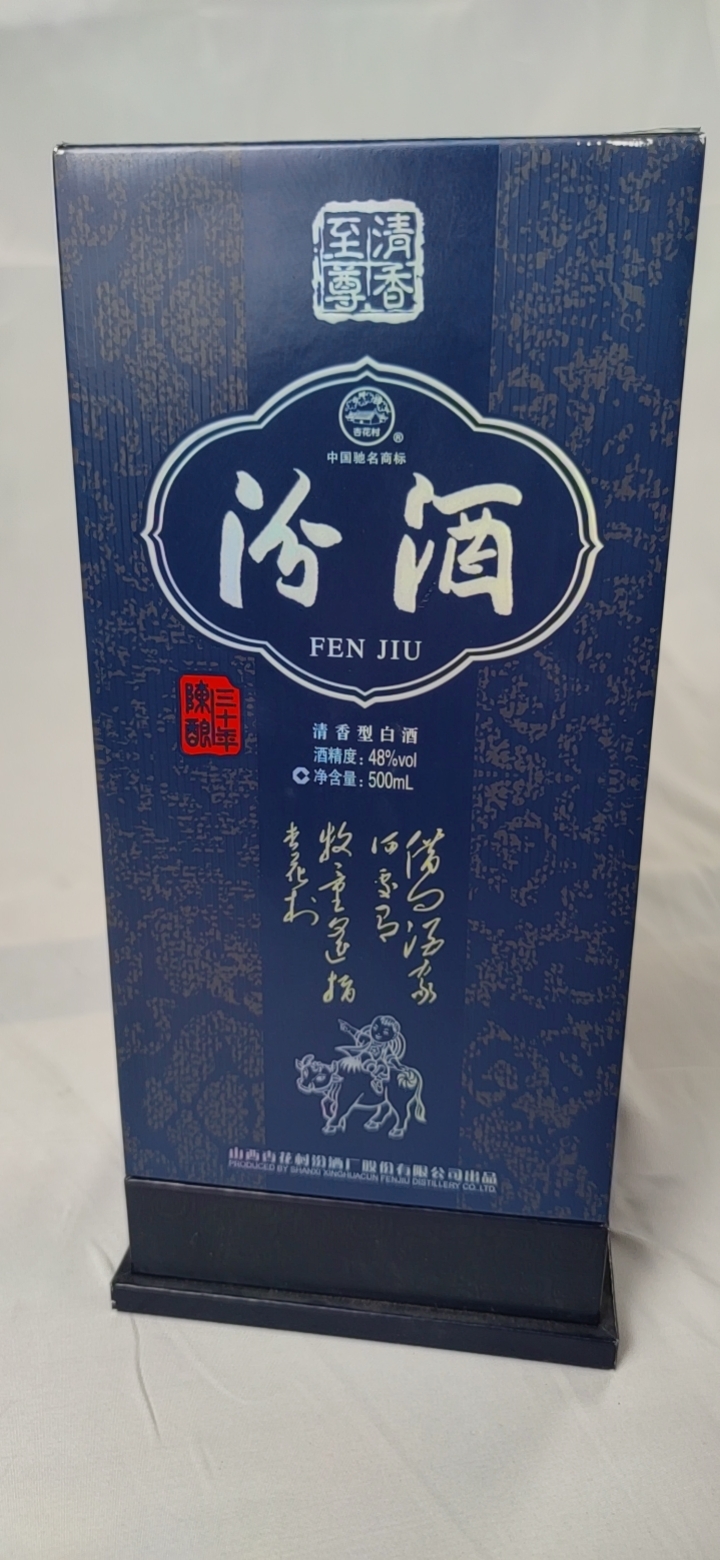 清香
至尊
杏花村
®
中国驰名商标
汾酒
FEN JIU
三十年
陳酿
清香型白酒
酒精度：48%vol
净含量：500mL
借问酒家
何处有
牧童遥指
杏花村
山西杏花村汾酒厂股份有限公司出品
PRODUCED BY SHANXI XINGHUACUN FENJIU DISTILLERY CO.,LTD.